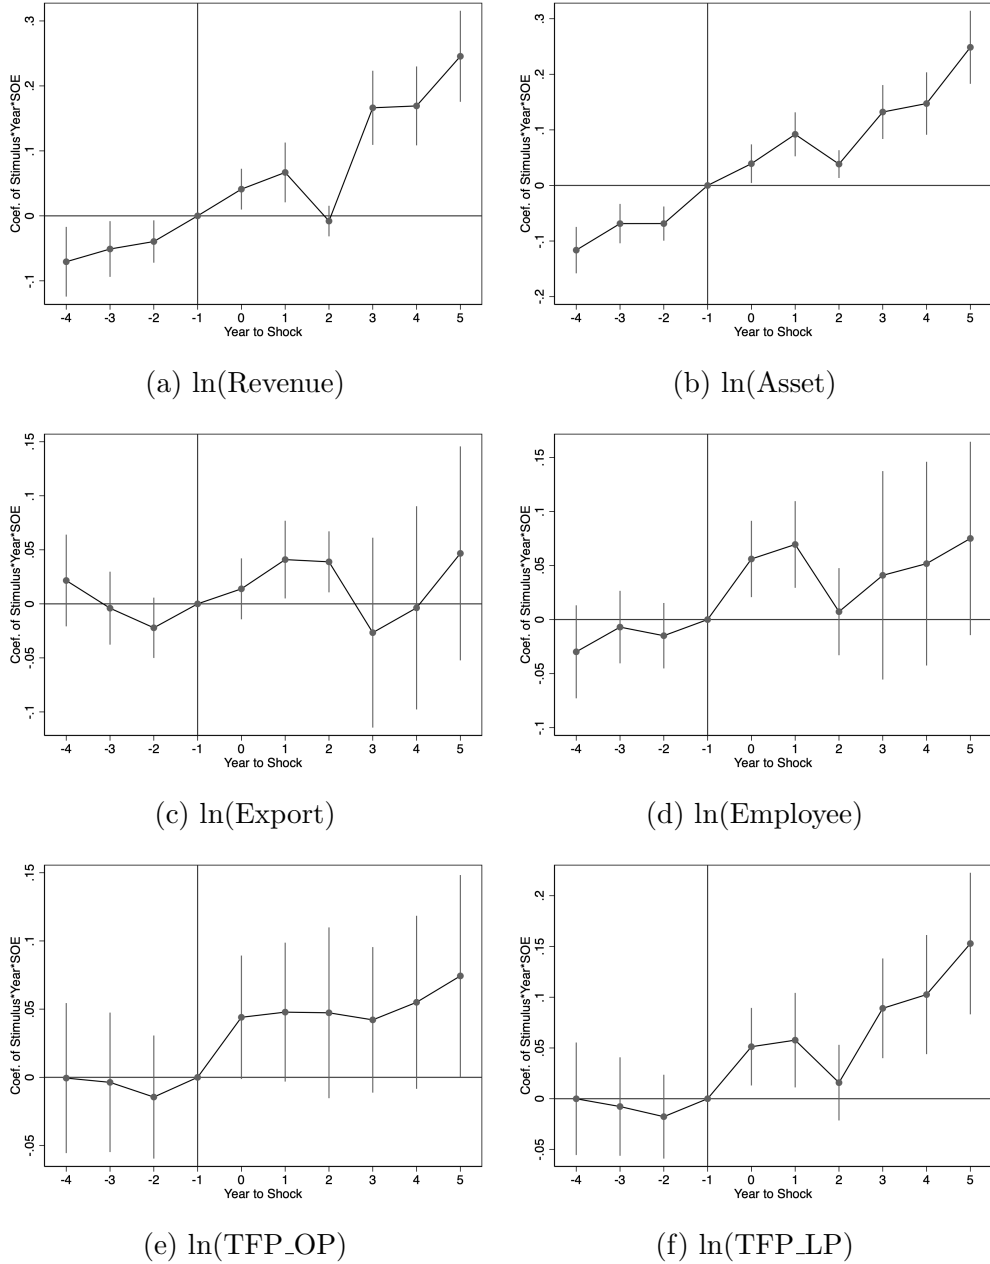 Coef. of Stimulus*Year*SOE
.3
.2
.1
0
-.1
-4 -3 -2 -1 0 1 2 3 4 5
Year to Shock
(a) ln(Revenue)
Coef. of Stimulus*Year*SOE
.3
.2
.1
0
-.1
-.2
-4 -3 -2 -1 0 1 2 3 4 5
Year to Shock
(b) ln(Asset)
Coef. of Stimulus*Year*SOE
.15
.1
.05
0
-.05
-.1
-4 -3 -2 -1 0 1 2 3 4 5
Year to Shock
(c) ln(Export)
Coef. of Stimulus*Year*SOE
.15
.1
.05
0
-.05
-.1
-4 -3 -2 -1 0 1 2 3 4 5
Year to Shock
(d) ln(Employee)
Coef. of Stimulus*Year*SOE
.15
.1
.05
0
-.05
-4 -3 -2 -1 0 1 2 3 4 5
Year to Shock
(e) ln(TFP_OP)
Coef. of Stimulus*Year*SOE
.2
.15
.1
.05
0
-.05
-4 -3 -2 -1 0 1 2 3 4 5
Year to Shock
(f) ln(TFP_LP)